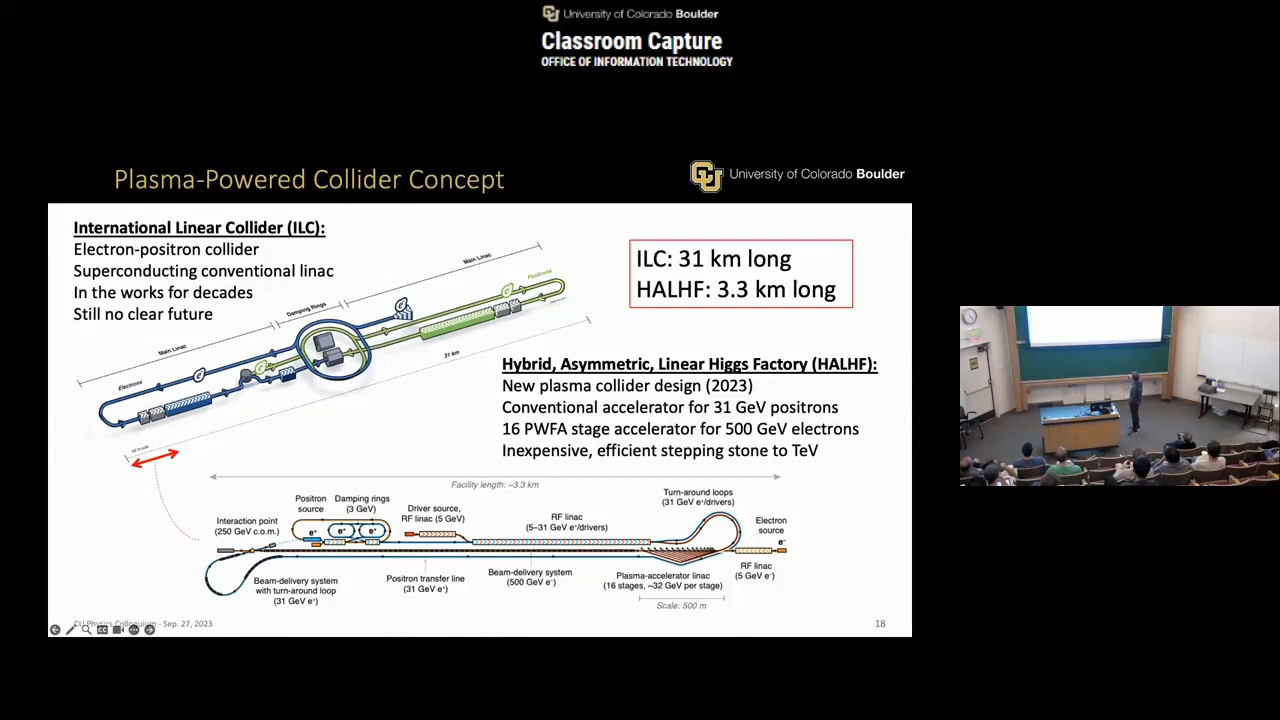 University of Colorado Boulder
Classroom Capture
OFFICE OF INFORMATION TECHNOLOGY
Plasma-Powered Collider Concept
University of Colorado Boulder
International Linear Collider (ILC):
Electron-positron collider
Superconducting conventional linac
In the works for decades
Still no clear future
Main Linac
Damping Rings
Main Linac
Electrons
Positrons
e-
e-
e-
e-
31 km
ILC: 31 km long
HALHF: 3.3 km long
Hybrid, Asymmetric, Linear Higgs Factory (HALHF):
New plasma collider design (2023)
Conventional accelerator for 31 GeV positrons
16 PWFA stage accelerator for 500 GeV electrons
Inexpensive, efficient stepping stone to TeV
Facility length: ~3.3 km
Interaction point
(250 GeV c.o.m.)
Positron
source
Damping rings
(3 GeV)
e+
e+
e+
Driver source,
RF linac (5 GeV)
RF linac
(5–31 GeV e+/drivers)
Turn-around loops
(31 GeV e+/drivers)
Electron
source
e-
Beam-delivery system
with turn-around loop
(31 GeV e+)
Positron transfer line
(31 GeV e+)
Beam-delivery system
(500 GeV e-)
Plasma-accelerator linac
(16 stages, ~32 GeV per stage)
RF linac
(5 GeV e-)
Scale: 500 m
CU Physics Colloquium - Sep. 27, 2023
18